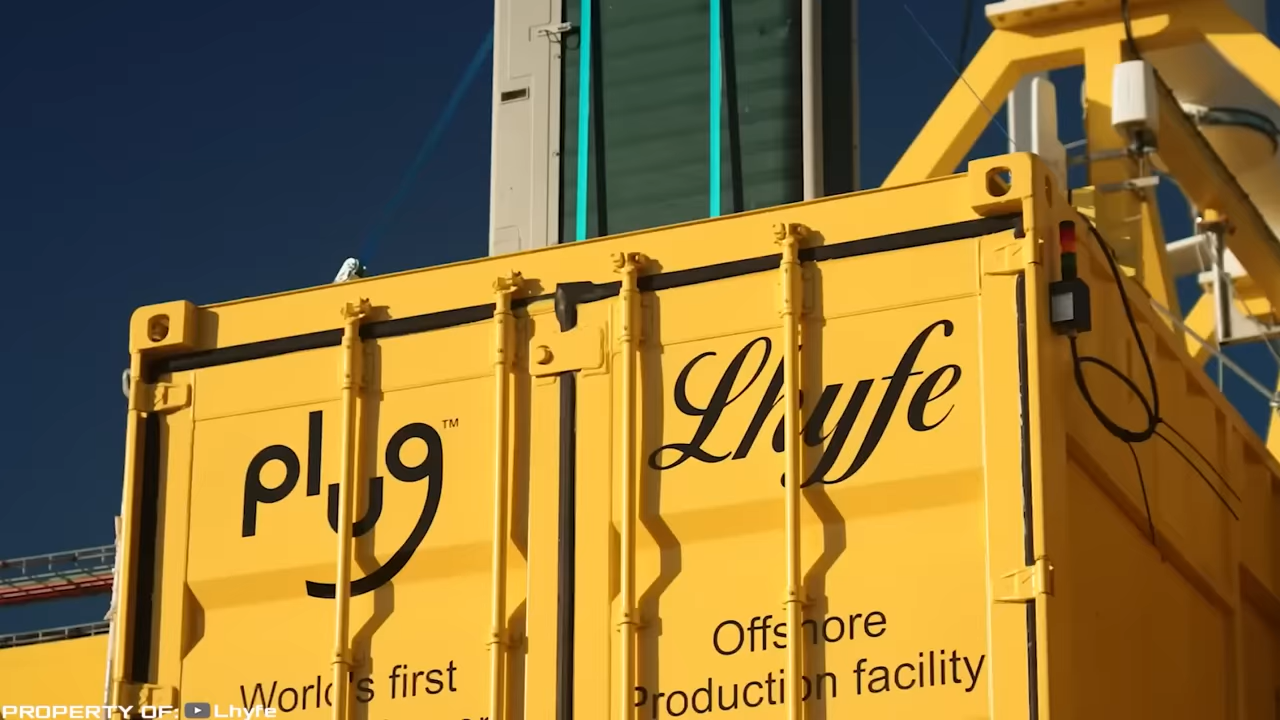 plug™
Lhyfe
World's first
Offshore
Production facility
PROPERTY OF: Lhyfe